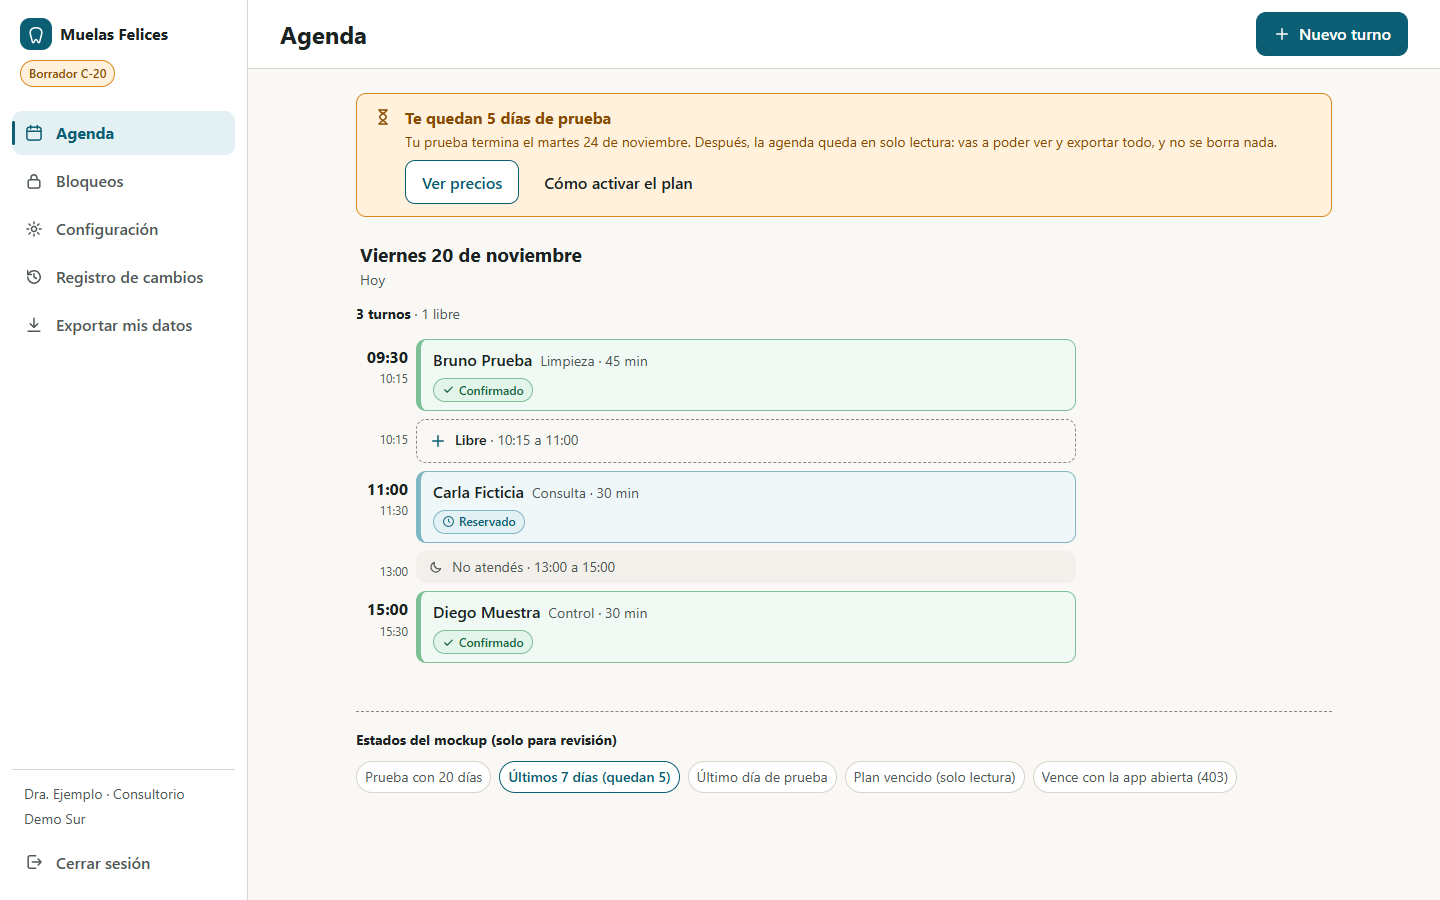 Muelas Felices
Borrador C-20
Agenda
Bloqueos
Configuración
Registro de cambios
Exportar mis datos
Dra. Ejemplo · Consultorio
Demo Sur
Cerrar sesión
Agenda
Nuevo turno
Te quedan 5 días de prueba
Tu prueba termina el martes 24 de noviembre. Después, la agenda queda en solo lectura: vas a poder ver y exportar todo, y no se borra nada.
Ver precios
Cómo activar el plan
Viernes 20 de noviembre
Hoy
3 turnos · 1 libre
09:30
10:15
Bruno Prueba Limpieza · 45 min
Confirmado
10:15
Libre · 10:15 a 11:00
11:00
11:30
Carla Ficticia Consulta · 30 min
Reservado
13:00
No atendés · 13:00 a 15:00
15:00
15:30
Diego Muestra Control · 30 min
Confirmado
Estados del mockup (solo para revisión)
Prueba con 20 días
Últimos 7 días (quedan 5)
Último día de prueba
Plan vencido (solo lectura)
Vence con la app abierta (403)